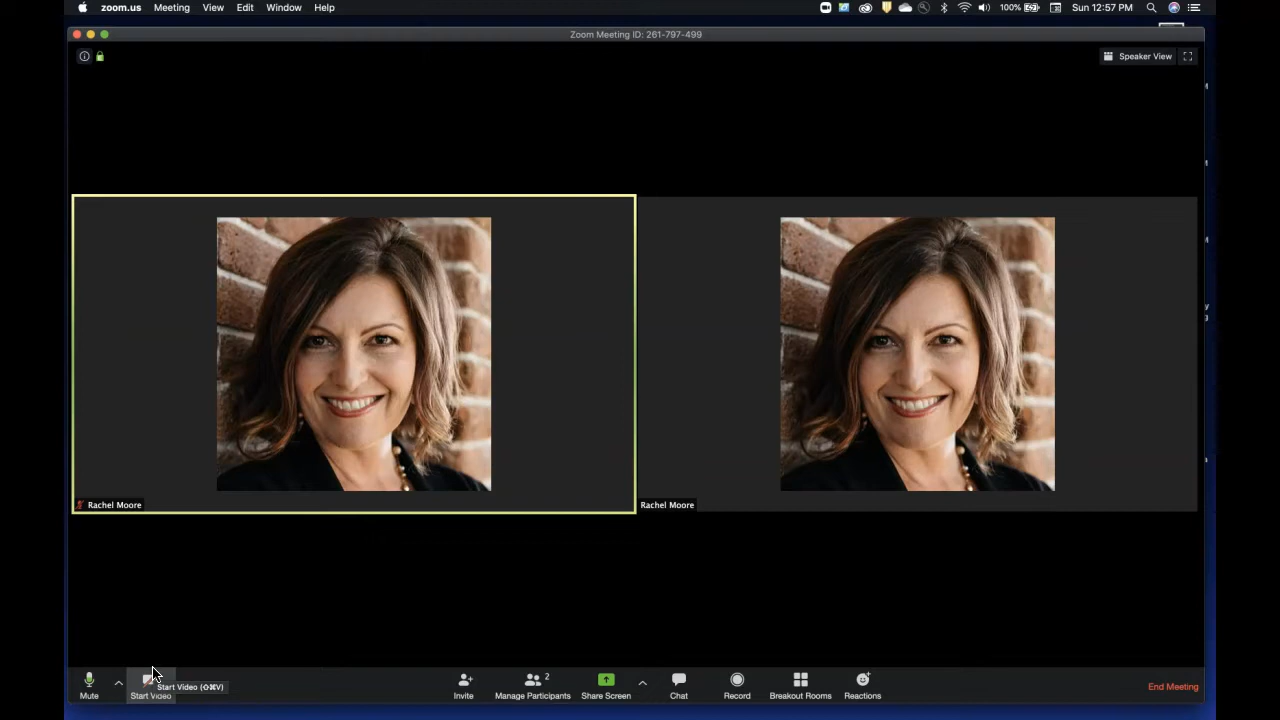 zoom.us Meeting View Edit Window Help
100% Sun 12:57 PM
Zoom Meeting ID: 261-797-499
Speaker View
Rachel Moore
Rachel Moore
Start Video (⇧⌘V)
Mute
Start Video
Invite
2
Manage Participants
Share Screen
Chat
Record
Breakout Rooms
Reactions
End Meeting